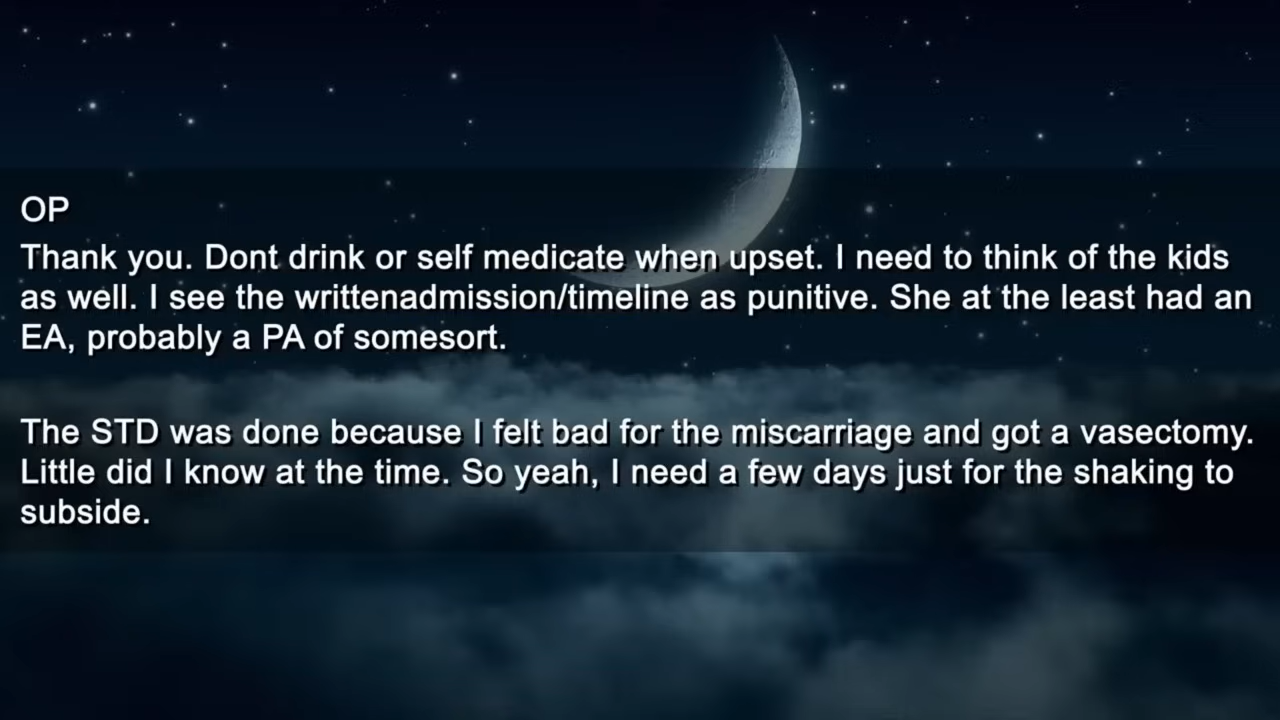 OP
Thank you. Dont drink or self medicate when upset. I need to think of the kids
as well. I see the writtenadmission/timeline as punitive. She at the least had an
EA, probably a PA of somesort.
The STD was done because I felt bad for the miscarriage and got a vasectomy.
Little did I know at the time. So yeah, I need a few days just for the shaking to
subside.